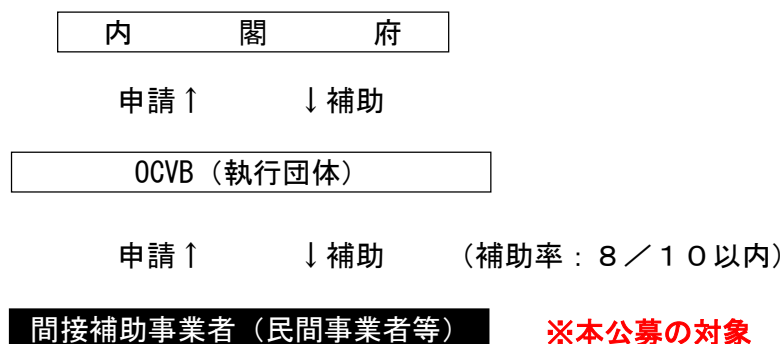 内　　　閣　　　府
申請↑　　　↓補助
OCVB（執行団体）
申請↑　　　↓補助　　（補助率：８／１０以内）
間接補助事業者（民間事業者等）　※本公募の対象